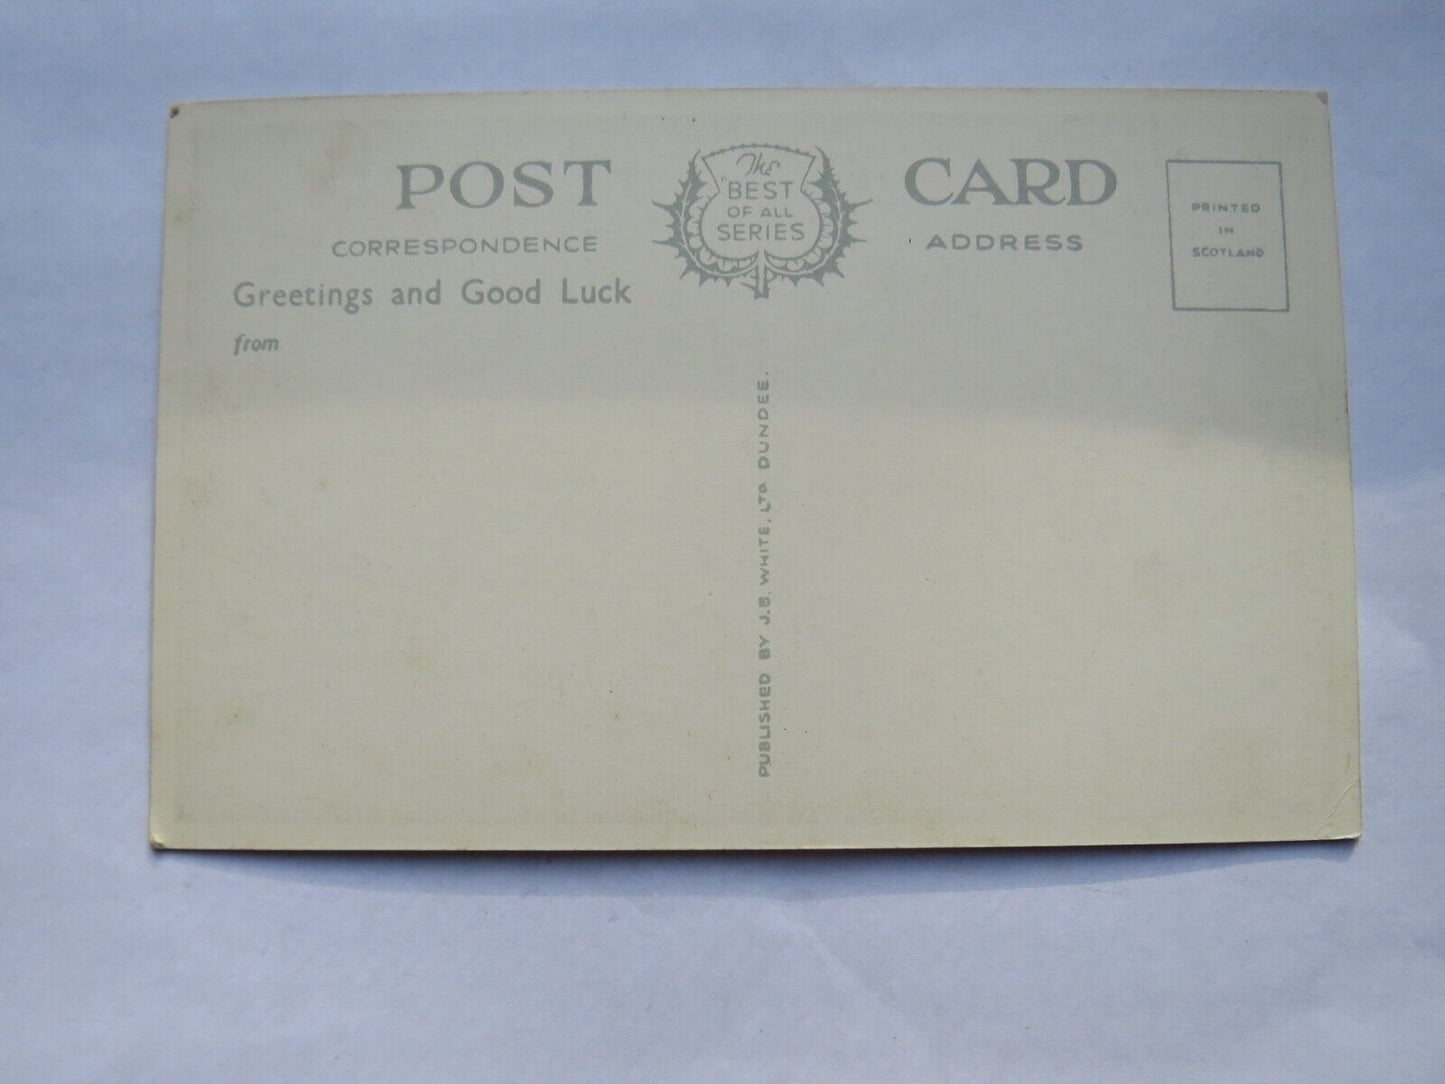 POST CARD
The
BEST
OF ALL
SERIES
CORRESPONDENCE
ADDRESS
PRINTED
IN
SCOTLAND
Greetings and Good Luck
from
PUBLISHED BY J.B. WHITE, LTD DUNDEE.